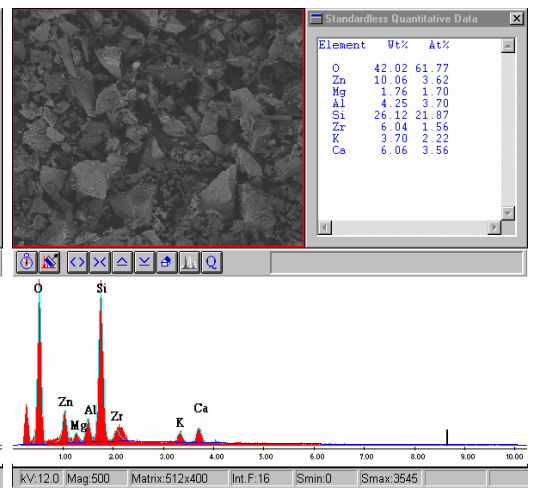 Standardless Quantitative Data
Element Wt% At%
O 42.02 61.77
Zn 10.06 3.62
Mg 1.76 1.70
Al 4.25 3.70
Si 26.12 21.87
Zr 6.04 1.56
K 3.70 2.22
Ca 6.06 3.56
Q
O Si
Zn Mg Al Zr K Ca
1.00 2.00 3.00 4.00 5.00 6.00 7.00 8.00 9.00 10.00
kV:12.0 Mag:500 Matrix:512x400 Int.F:16 Smin:0 Smax:3545